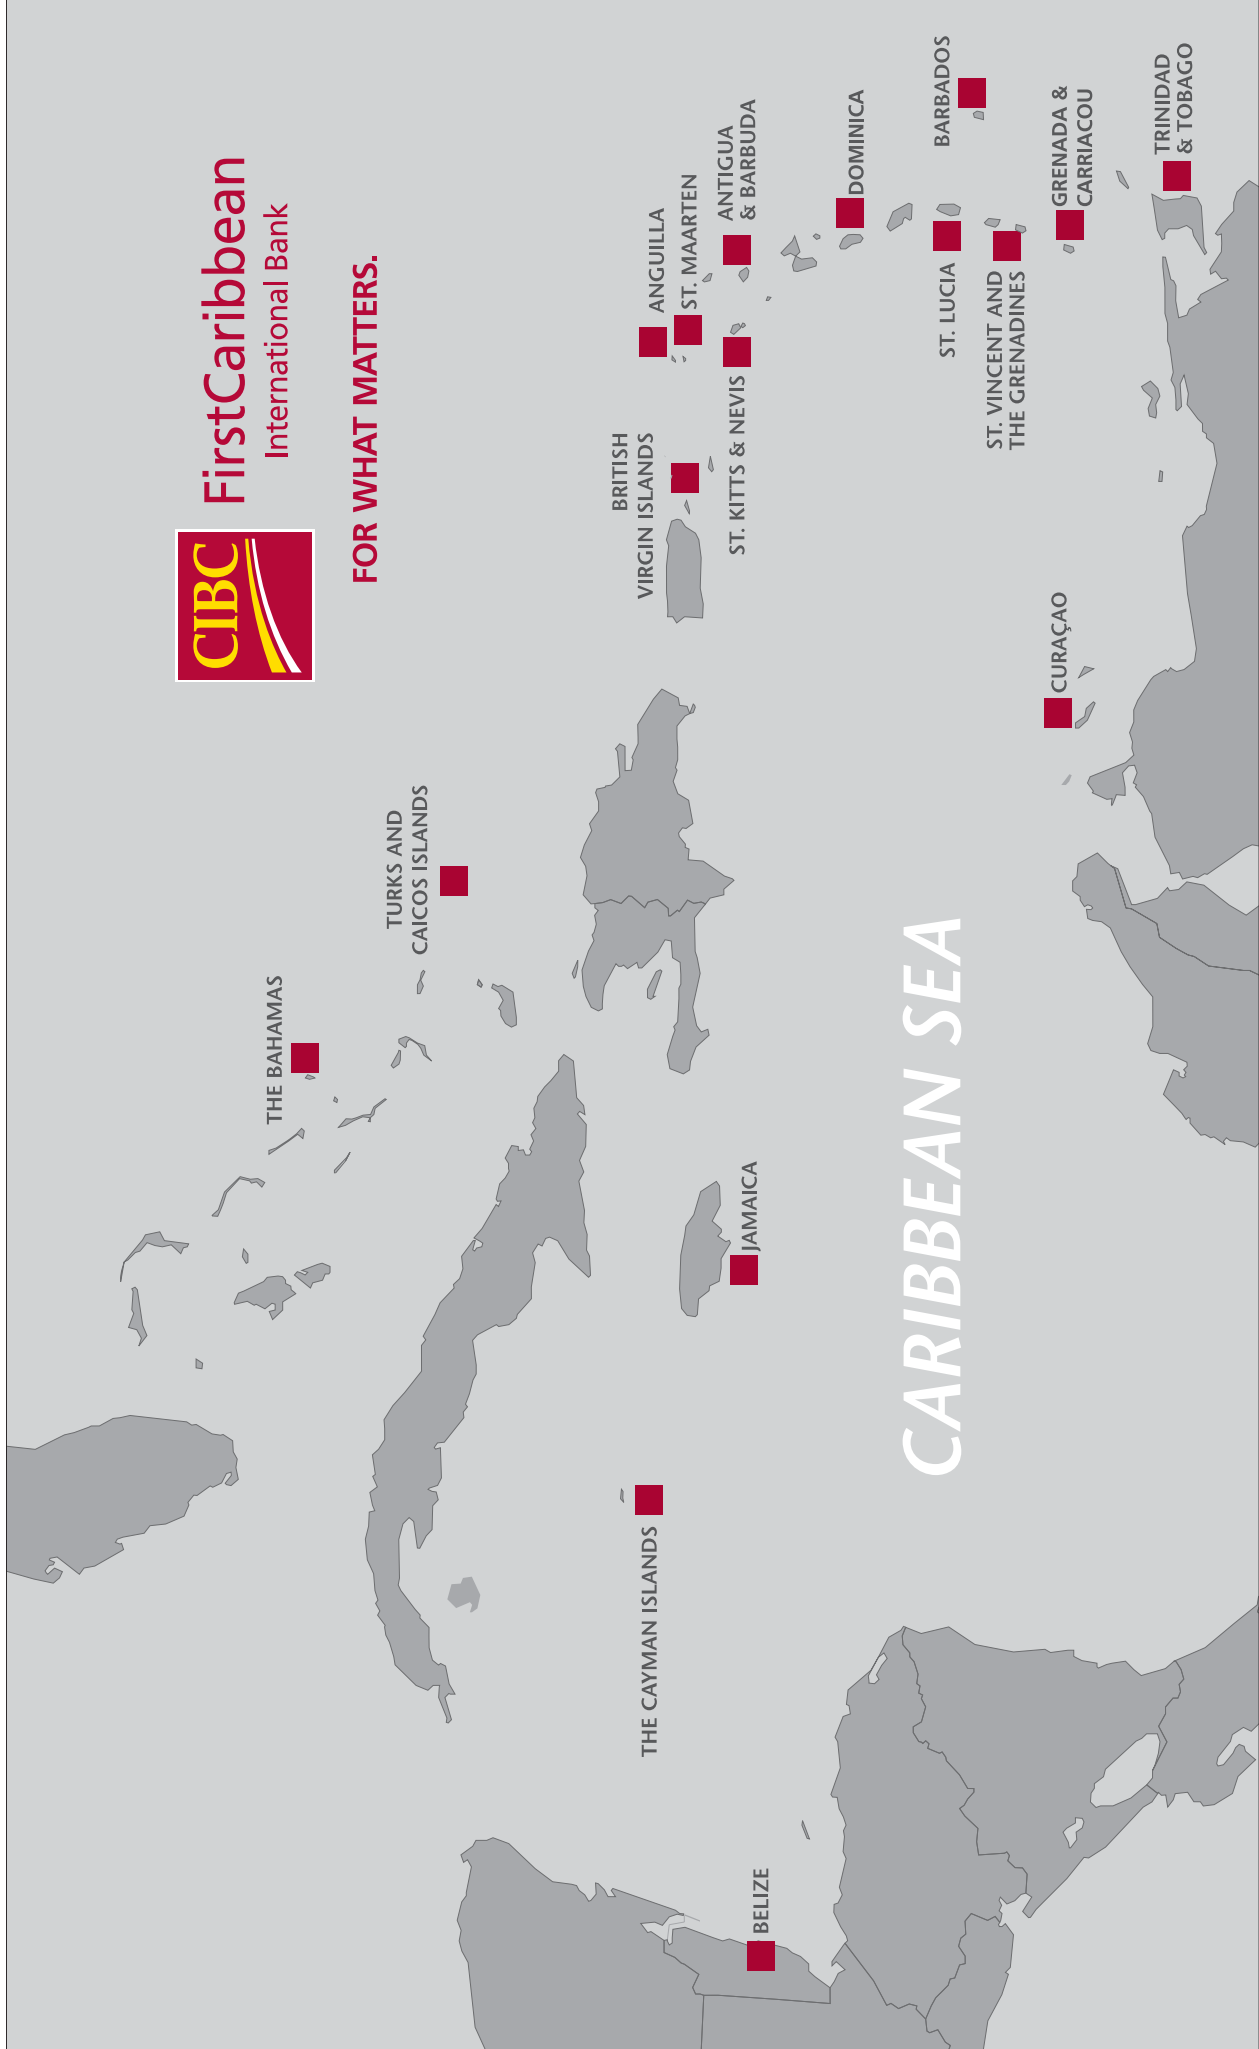 CIBC
FirstCaribbean
International Bank
FOR WHAT MATTERS.
THE BAHAMAS
TURKS AND
CAICOS ISLANDS
BRITISH
VIRGIN ISLANDS
ANGUILLA
ST. MAARTEN
ANTIGUA
& BARBUDA
ST. KITTS & NEVIS
THE CAYMAN ISLANDS
JAMAICA
BELIZE
DOMINICA
CARIBBEAN SEA
ST. LUCIA
BARBADOS
ST. VINCENT AND
THE GRENADINES
CURAÇAO
GRENADA &
CARRIACOU
TRINIDAD
& TOBAGO